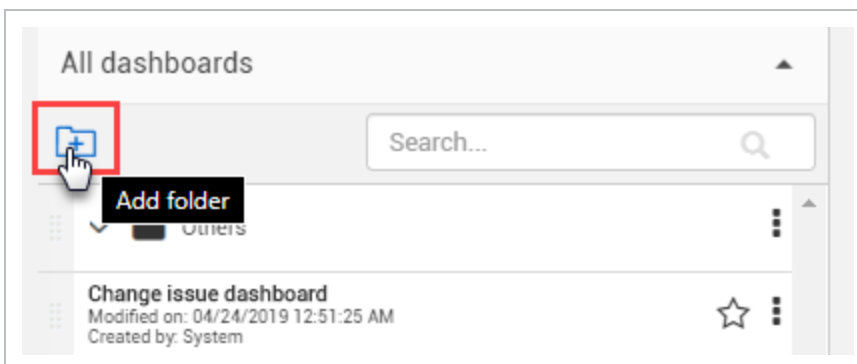 All dashboards
Search...
Add folder
Others
Change issue dashboard
Modified on: 04/24/2019 12:51:25 AM
Created by: System